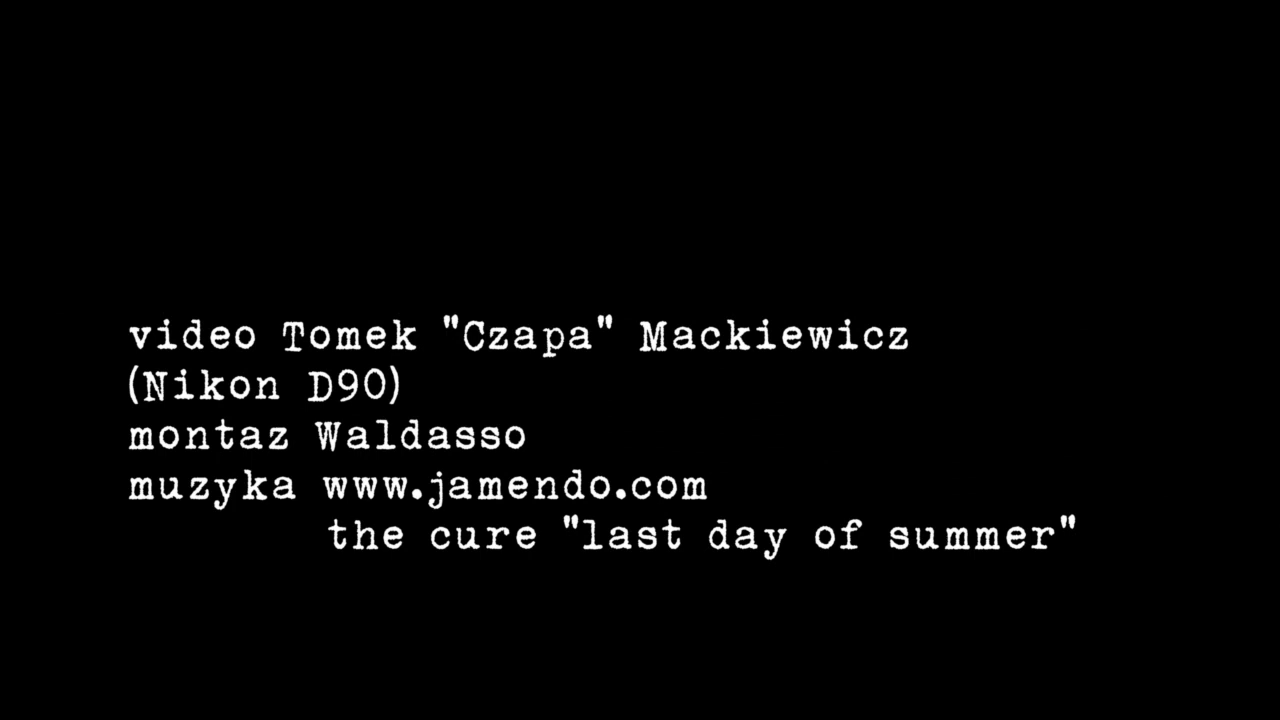 video Tomek "Czapa" Mackiewicz
(Nikon D90)
montaz Waldasso
muzyka www.jamendo.com
the cure "last day of summer"